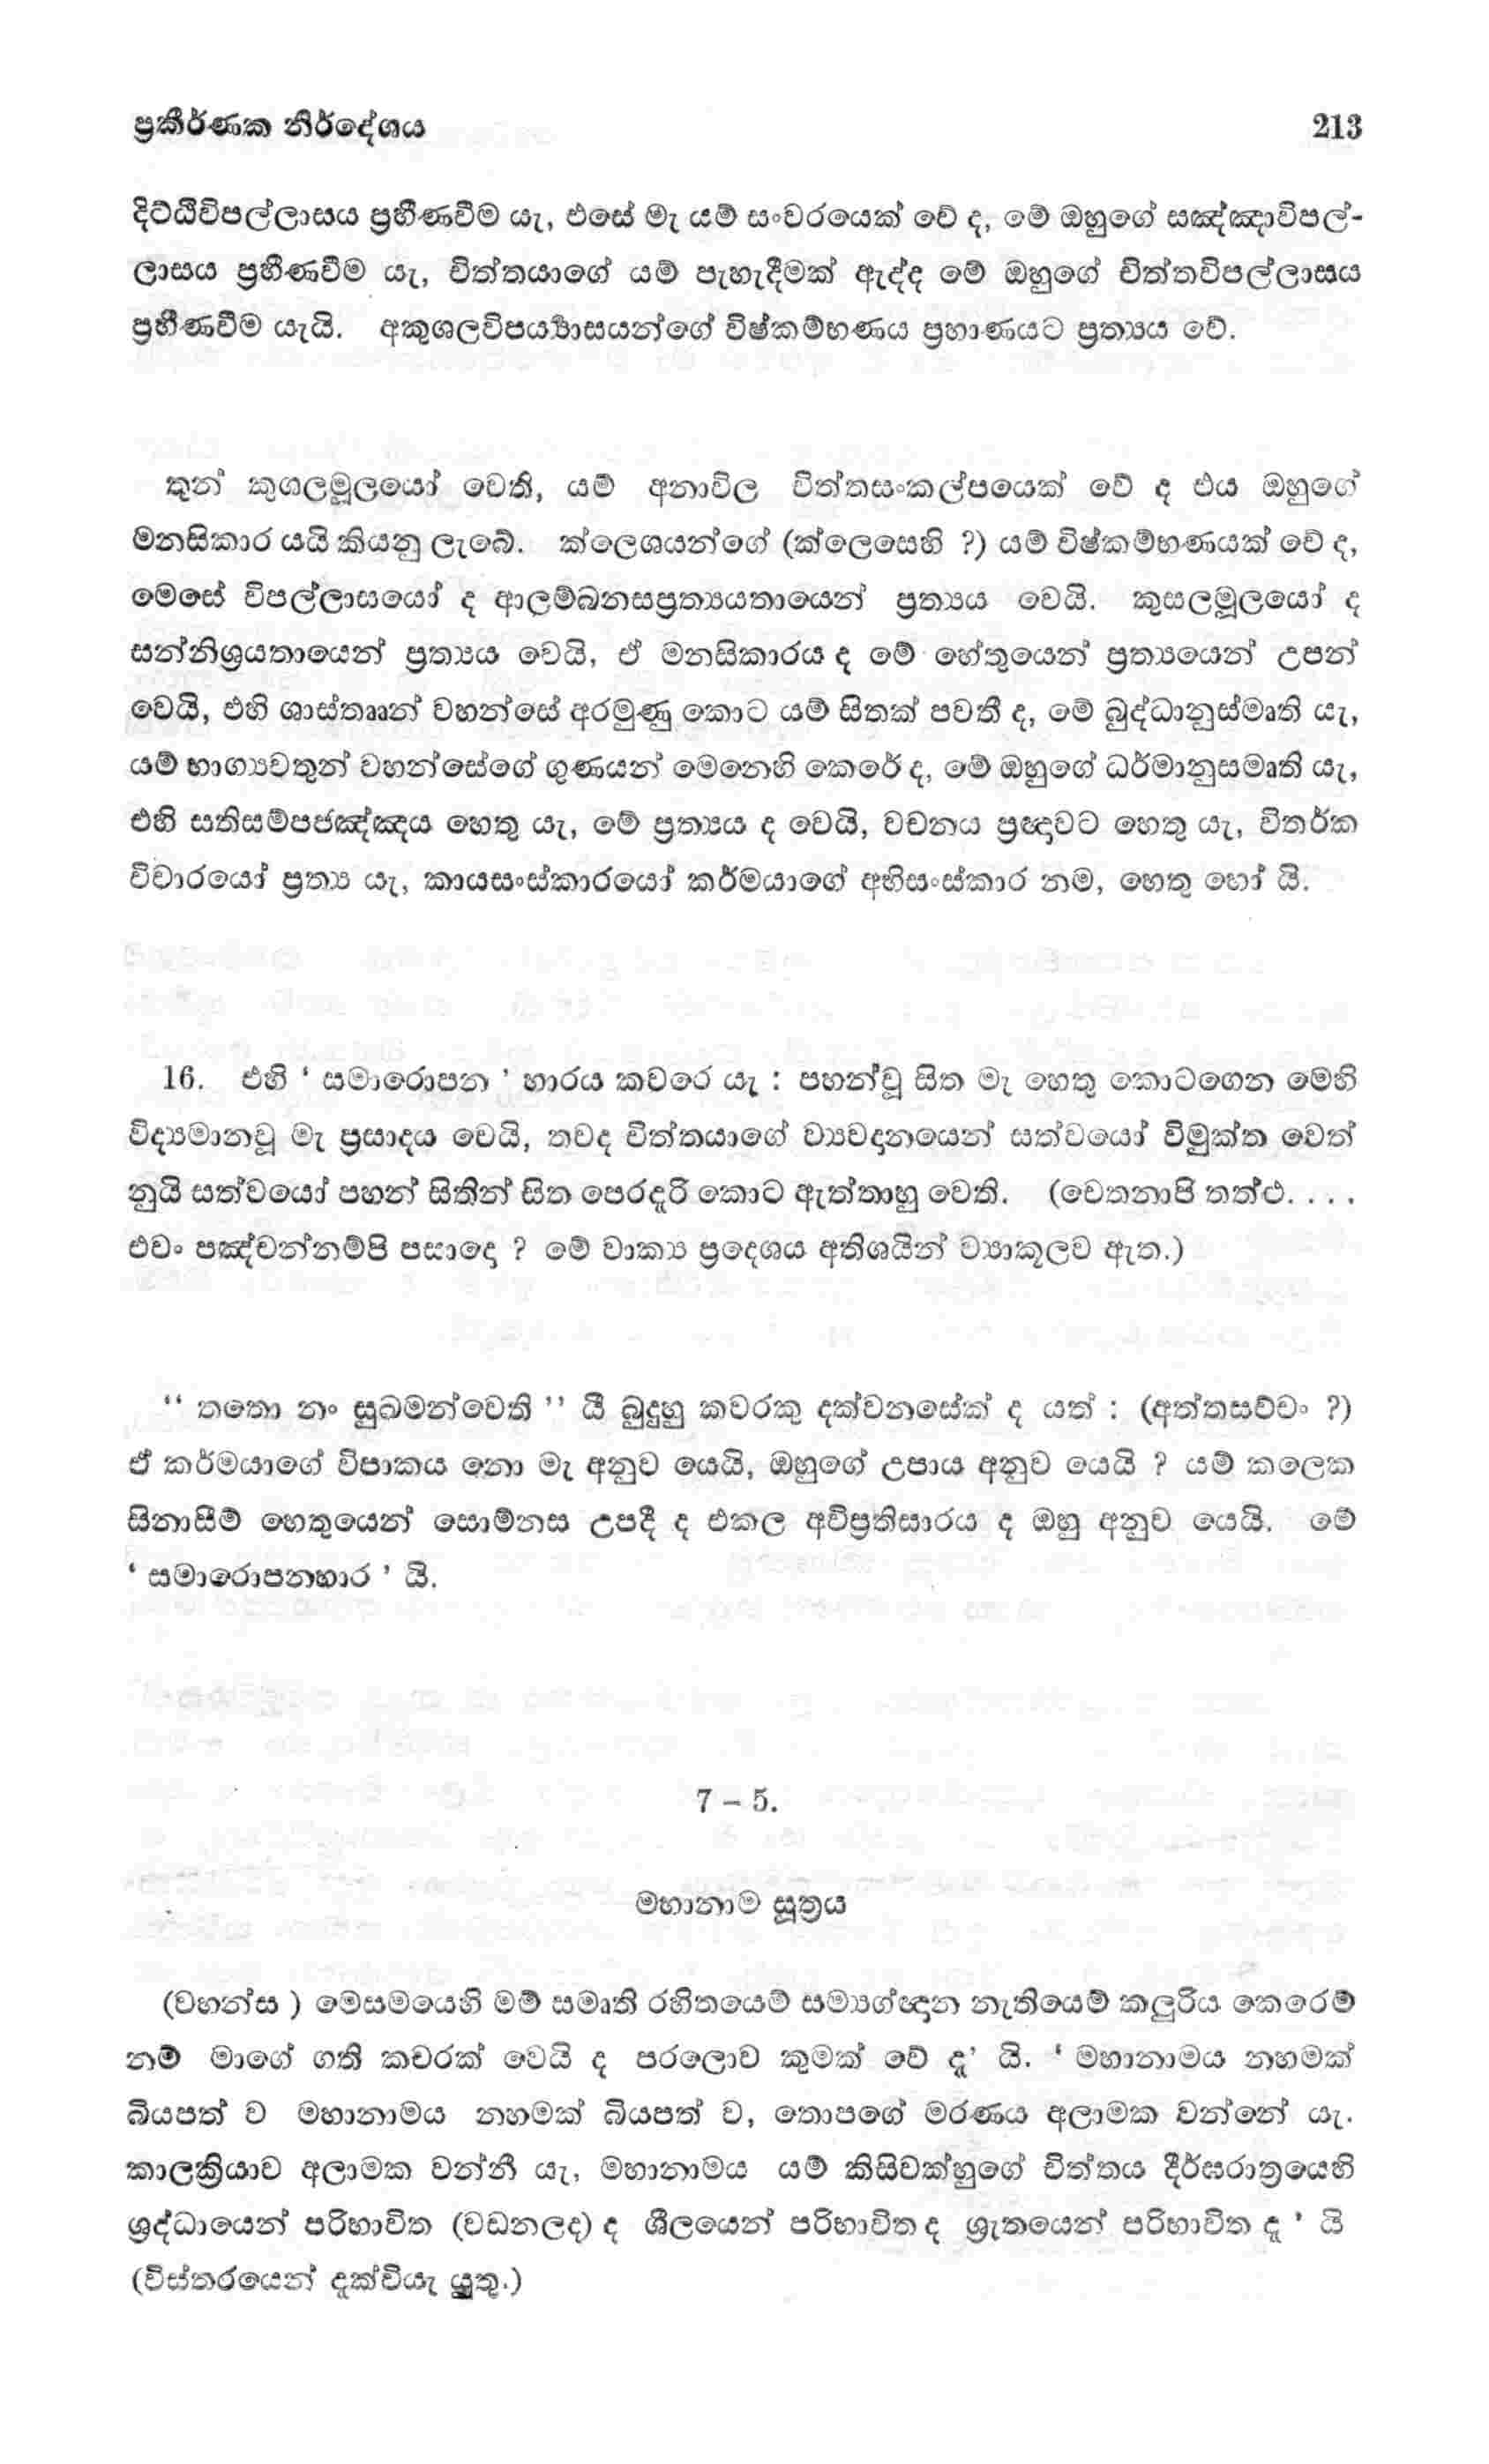 ප්‍රකීර්ණක නිර්දේශය 213
දිට්ඨිවිපල්ලාසය ප්‍රහීණවීම යැ, එසේ මැ යම් සංවරයෙක් වේ ද, මේ ඔහුගේ සඤ්ඤාවිපල්-
ලාසය ප්‍රහීණවීම යැ, චිත්තයාගේ යම් පැහැදීමක් ඇද්ද මේ ඔහුගේ චිත්තවිපල්ලාසය
ප්‍රහීණවීම යැයි. අකුශලවිපර්‍ය්‍යාසයන්ගේ විෂ්කම්භණය ප්‍රහාණයට ප්‍රත්‍යය වේ.
තුන් කුශලමූලයෝ වෙති, යම් අනාවිල චිත්තසංකල්පයෙක් වේ ද එය ඔහුගේ
මනසිකාර යයි කියනු ලැබේ. ක්ලෙශයන්ගේ (ක්ලෙසෙහි ?) යම් විෂ්කම්භණයක් වේ ද,
මෙසේ විපල්ලාසයෝ ද ආලම්බනසප්‍රත්‍යයතායෙන් ප්‍රත්‍යය වෙයි. කුසලමූලයෝ ද
සන්නිශ්‍රයතායෙන් ප්‍රත්‍යය වෙයි, ඒ මනසිකාරය ද මේ හේතුයෙන් ප්‍රත්‍යයෙන් උපන්
වෙයි, එහි ශාස්තෲන් වහන්සේ අරමුණු කොට යම් සිතක් පවතී ද, මේ බුද්ධානුස්මෘති යැ,
යම් භාග්‍යවතුන් වහන්සේගේ ගුණයන් මෙනෙහි කෙරේ ද, මේ ඔහුගේ ධර්මානුසමෘති යැ,
එහි සතිසම්පජඤ්ඤය හෙතු යැ, මේ ප්‍රත්‍යය ද වෙයි, වචනය ප්‍රඥාවට හෙතු යැ, විතර්ක
විචාරයෝ ප්‍රත්‍ය යැ, කායසංස්කාරයෝ කර්මයාගේ අභිසංස්කාර නම, හෙතු හෝ යි.
16. එහි ‘ සමාරොපන ’ හාරය කවරෙ යැ : පහන්වූ සිත මැ හෙතු කොටගෙන මෙහි
විද්‍යමානවූ මැ ප්‍රසාදය වෙයි, තවද චිත්තයාගේ ව්‍යවදානයෙන් සත්වයෝ විමුක්ත වෙත්
නුයි සත්වයෝ පහන් සිතින් සිත පෙරදැරි කොට ඇත්තාහු වෙති. (චෙතනාපි තත්ථ. . . .
එවං පඤ්චන්නම්පි පසාදො ? මේ වාක්‍ය ප්‍රදෙශය අතිශයින් ව්‍යාකූලව ඇත.)
“ තතො නං සුඛමන්වෙති ” යී බුදුහු කවරකු දක්වනසේක් ද යත් : (අත්තසච්චං ?)
ඒ කර්මයාගේ විපාකය නො මැ අනුව යෙයි, ඔහුගේ උපාය අනුව යෙයි ? යම් කලෙක
සිනාසීම් හෙතුයෙන් සොම්නස උපදී ද එකල අවිප්‍රතිසාරය ද ඔහු අනුව යෙයි. මේ
‘ සමාරොපනහාර ’ යි.
7 – 5.
මහානාම සූත්‍රය
(වහන්ස ) මෙසමයෙහි මම් සමෘති රහිතයෙම් සම්‍යග්ඥාන නැතියෙම් කලුරිය කෙරෙම්
නම් මාගේ ගති කවරක් වෙයි ද පරලොව කුමක් වේ දැ’ යි. ‘ මහානාමය නහමක්
බියපත් ව මහානාමය නහමක් බියපත් ව, තොපගේ මරණය අලාමක වන්නේ යැ.
කාලක්‍රියාව අලාමක වන්නී යැ, මහානාමය යම් කිසිවක්හුගේ චිත්තය දීර්ඝරාත්‍රයෙහි
ශ්‍රද්ධායෙන් පරිභාවිත (වඩනලද) ද ශීලයෙන් පරිභාවිත ද ශ්‍රැතයෙන් පරිභාවිත දැ ’ යි
(විස්තරයෙන් දැක්වියැ යුතු.)